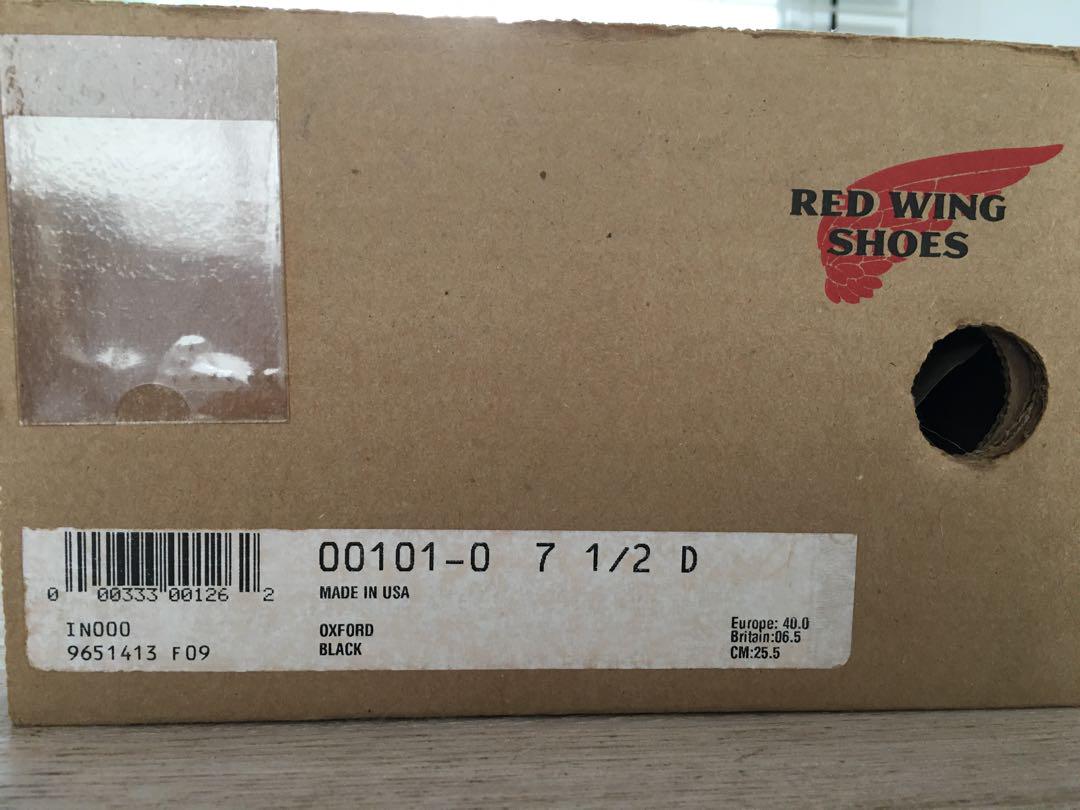 RED WING
SHOES
00101-0 7 1/2 D
0 00333 00126 2
MADE IN USA
IN000
9651413 F09
OXFORD
BLACK
Europe: 40.0
Britain:06.5
CM:25.5